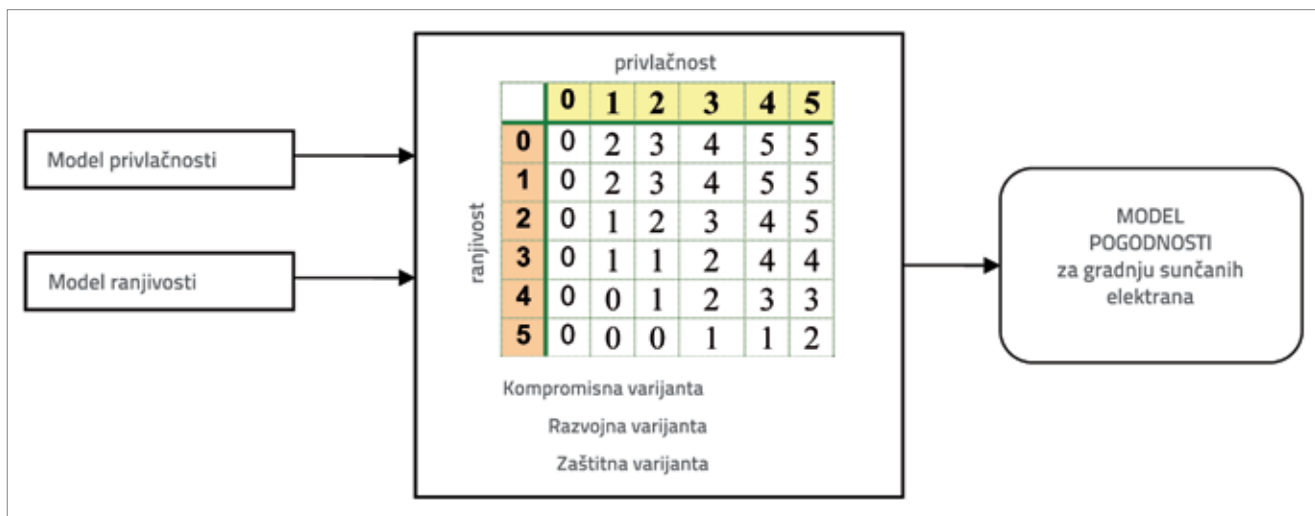 Model privlačnosti
Model ranjivosti
privlačnost
0 1 2 3 4 5
ranjivost
0 0 2 3 4 5 5
1 0 2 3 4 5 5
2 0 1 2 3 4 5
3 0 1 1 2 4 4
4 0 0 1 2 3 3
5 0 0 0 1 1 2
Kompromisna varijanta
Razvojna varijanta
Zaštitna varijanta
MODEL
POGODNOSTI
za gradnju sunčanih
elektrana